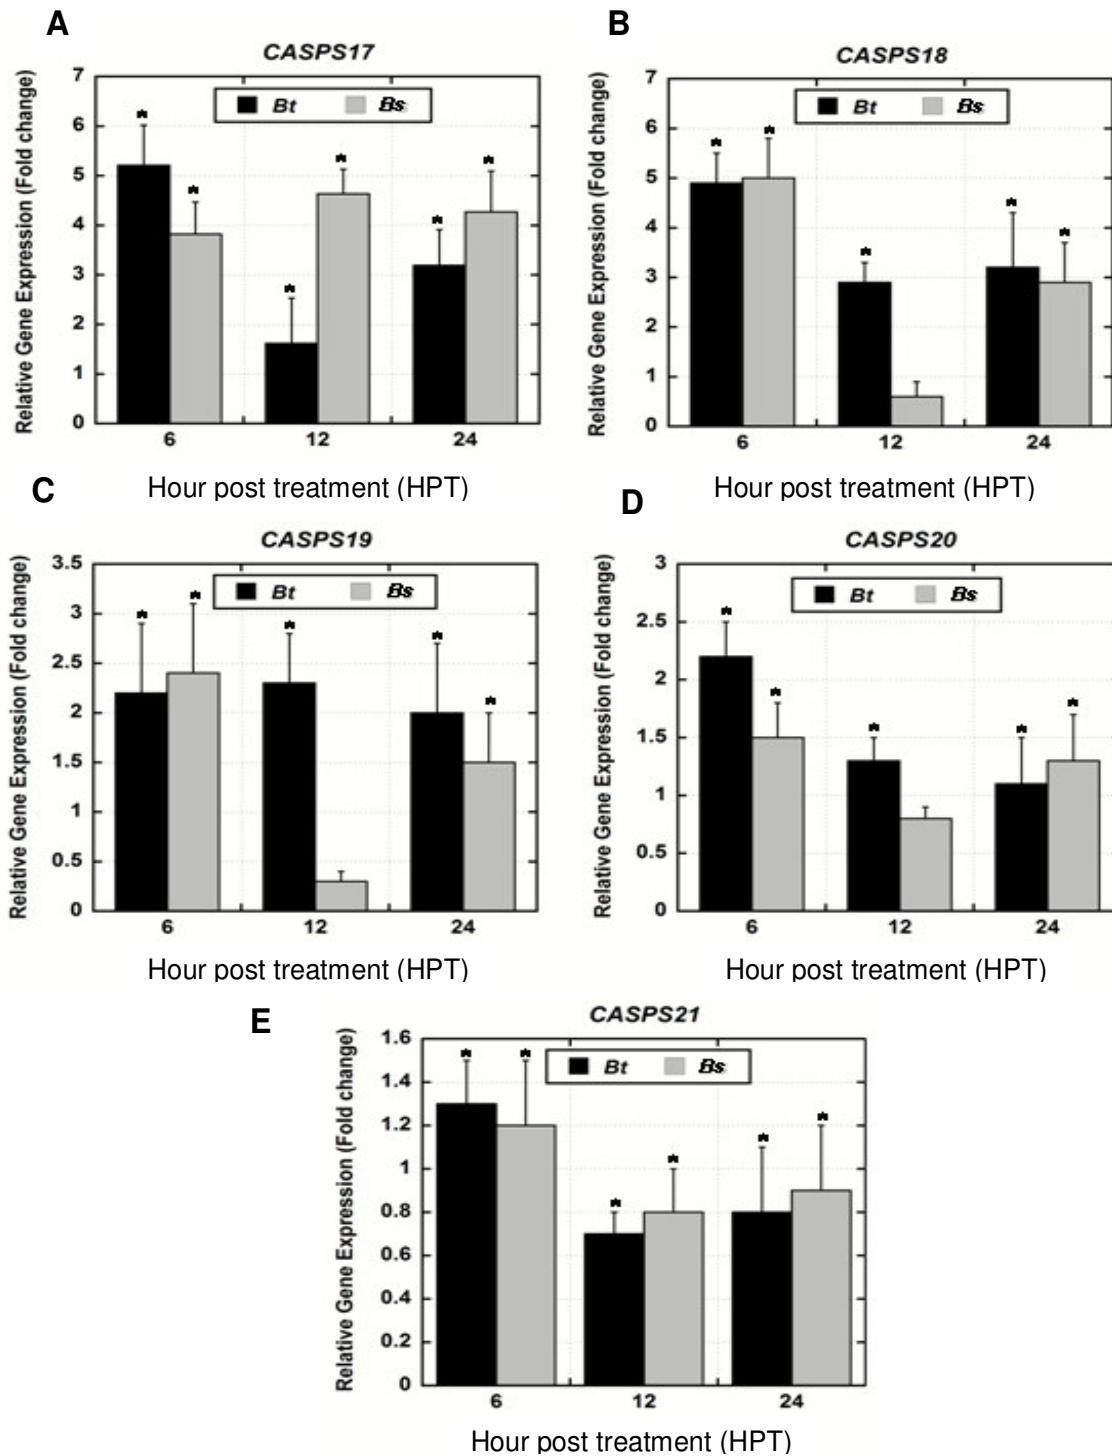 A
CASPS17
Relative Gene Expression (Fold change)
7
6
5
4
3
2
1
0
Bt Bs
* * * * * *
6 12 24
Hour post treatment (HPT)
B
CASPS18
Relative Gene Expression (Fold change)
7
6
5
4
3
2
1
0
Bt Bs
* * * * *
6 12 24
Hour post treatment (HPT)
C
CASPS19
Relative Gene Expression (Fold change)
3.5
3
2.5
2
1.5
1
0.5
0
Bt Bs
* * * * *
6 12 24
Hour post treatment (HPT)
D
CASPS20
Relative Gene Expression (Fold change)
3
2.5
2
1.5
1
0.5
0
Bt Bs
* * * * *
6 12 24
Hour post treatment (HPT)
E
CASPS21
Relative Gene Expression (Fold change)
1.6
1.4
1.2
1
0.8
0.6
0.4
0.2
0
Bt Bs
* * * * * *
6 12 24
Hour post treatment (HPT)